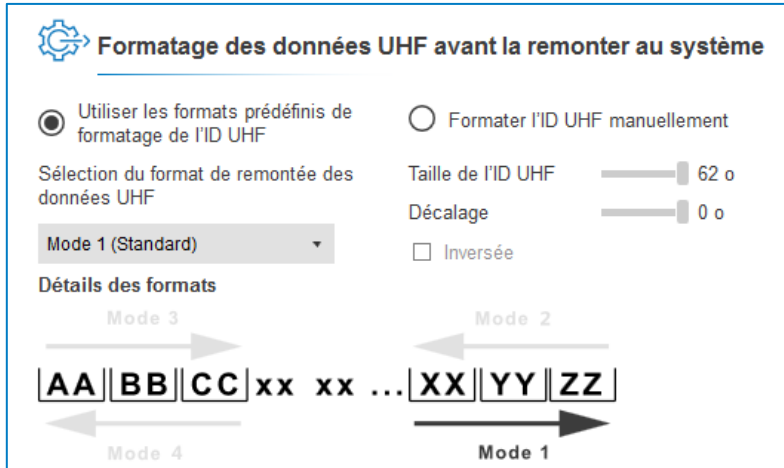 Formatage des données UHF avant la remonter au système
Utiliser les formats prédéfinis de
formatage de l'ID UHF
Formater l'ID UHF manuellement
Sélection du format de remontée des
données UHF
Mode 1 (Standard)
Taille de l'ID UHF 62 o
Décalage 0 o
Inversée
Détails des formats
Mode 3 Mode 2
AA BB CC xx xx ... XX YY ZZ
Mode 4 Mode 1